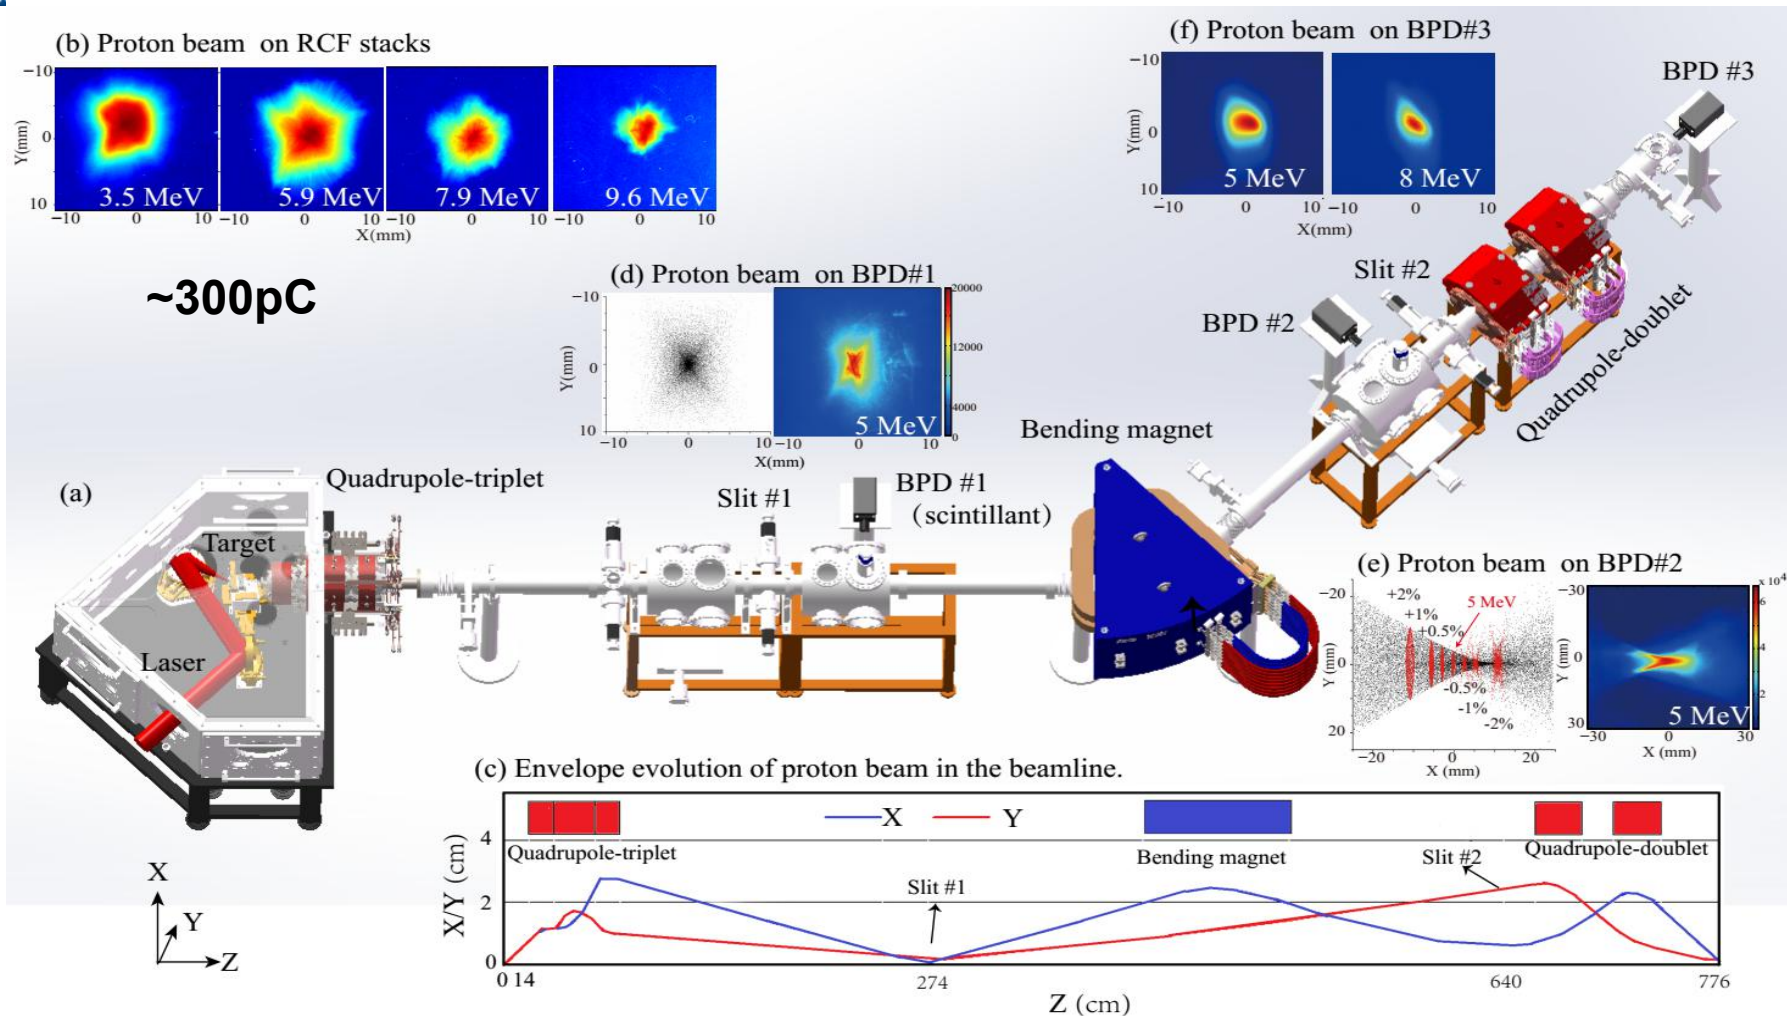 (b) Proton beam on RCF stacks
−10
0
10
Y(mm)
3.5 MeV
5.9 MeV
7.9 MeV
9.6 MeV
−10 0 10 −10 0 10 −10 0 10 −10 0 10
X(mm)
~300pC
(f) Proton beam on BPD#3
−10
0
10
Y(mm)
5 MeV
8 MeV
−10 0 10 −10 0 10
X(mm)
BPD #3
Slit #2
BPD #2
Quadrupole-doublet
(d) Proton beam on BPD#1
−10
0
10
Y(mm)
5 MeV
20000
12000
4000
0
−10 0 10 −10 0 10
X(mm)
Bending magnet
(a)
Quadrupole-triplet
Target
Laser
Slit #1
BPD #1
(scintillant)
(e) Proton beam on BPD#2
−20
0
20
Y (mm)
+2%
+1%
+0.5%
5 MeV
-0.5%
-1%
-2%
−20 0 20
X (mm)
−30
0
30
Y (mm)
5 MeV
x 10⁴
6
4
2
−30 0 30
X (mm)
(c) Envelope evolution of proton beam in the beamline.
X Y
Quadrupole-triplet
Bending magnet
Quadrupole-doublet
Slit #1
Slit #2
X/Y (cm)
4
2
0
0 14 274 640 776
Z (cm)
X
Y
Z